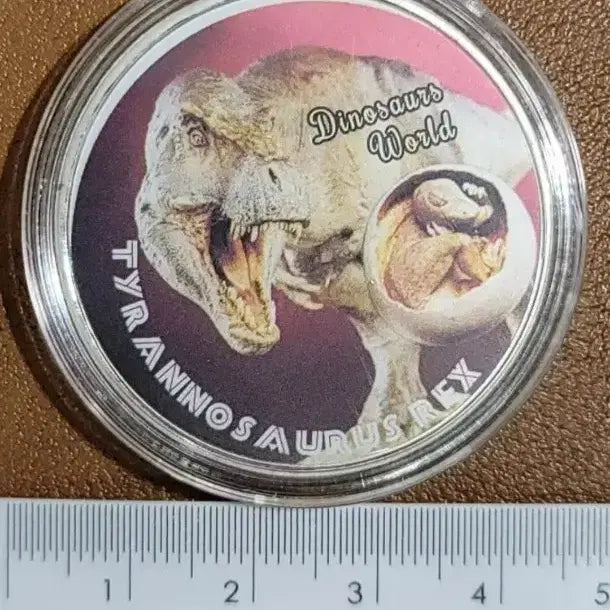 Dinosaurs
World
TYRANNOSAURUS REX
1 2 3 4 5